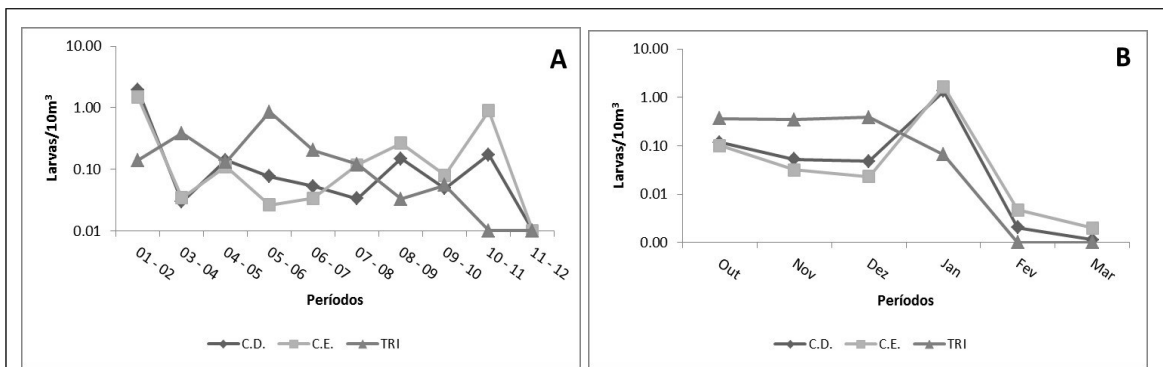 A
Larvas/10m³
10.00
1.00
0.10
0.01
01 - 02
03 - 04
04 - 05
05 - 06
06 - 07
07 - 08
08 - 09
09 - 10
10 - 11
11 - 12
Períodos
C.D. C.E. TRI
B
Larvas/10m³
10.00
1.00
0.10
0.01
0.00
Out
Nov
Dez
Jan
Fev
Mar
Períodos
C.D. C.E. TRI